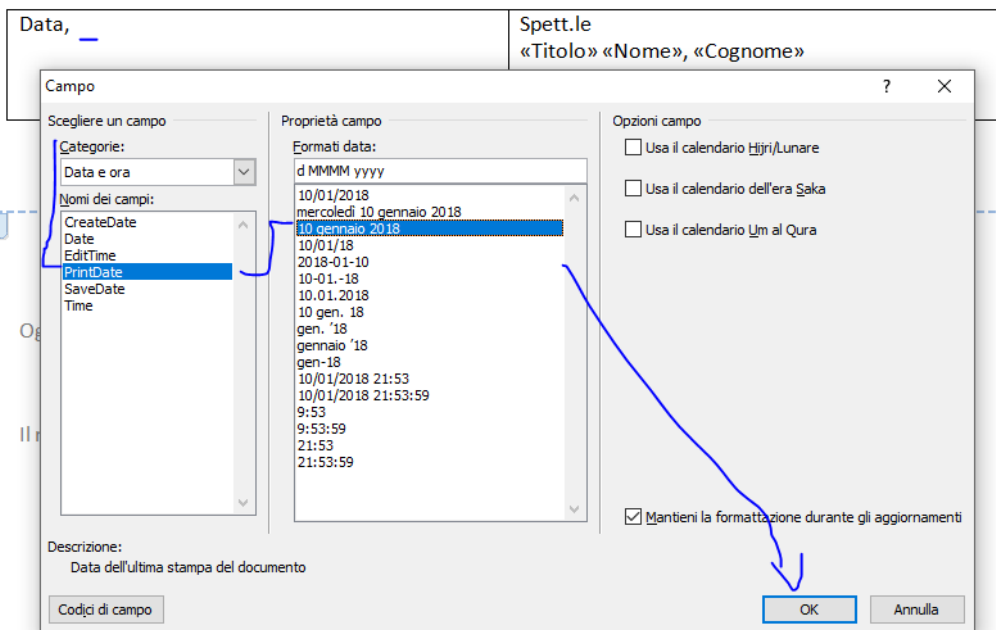 Data,
Spett.le
«Titolo» «Nome», «Cognome»
Campo
?
Scegliere un campo
Categorie:
Data e ora
Nomi dei campi:
CreateDate
Date
EditTime
PrintDate
SaveDate
Time
Proprietà campo
Formati data:
d MMMM yyyy
10/01/2018
mercoledì 10 gennaio 2018
10 gennaio 2018
10/01/18
2018-01-10
10-01.-18
10.01.2018
10 gen. 18
gen. '18
gennaio '18
gen-18
10/01/2018 21:53
10/01/2018 21:53:59
9:53
9:53:59
21:53
21:53:59
Opzioni campo
Usa il calendario Hijri/Lunare
Usa il calendario dell'era Saka
Usa il calendario Um al Qura
Mantieni la formattazione durante gli aggiornamenti
Descrizione:
Data dell'ultima stampa del documento
Codici di campo
OK
Annulla
Il